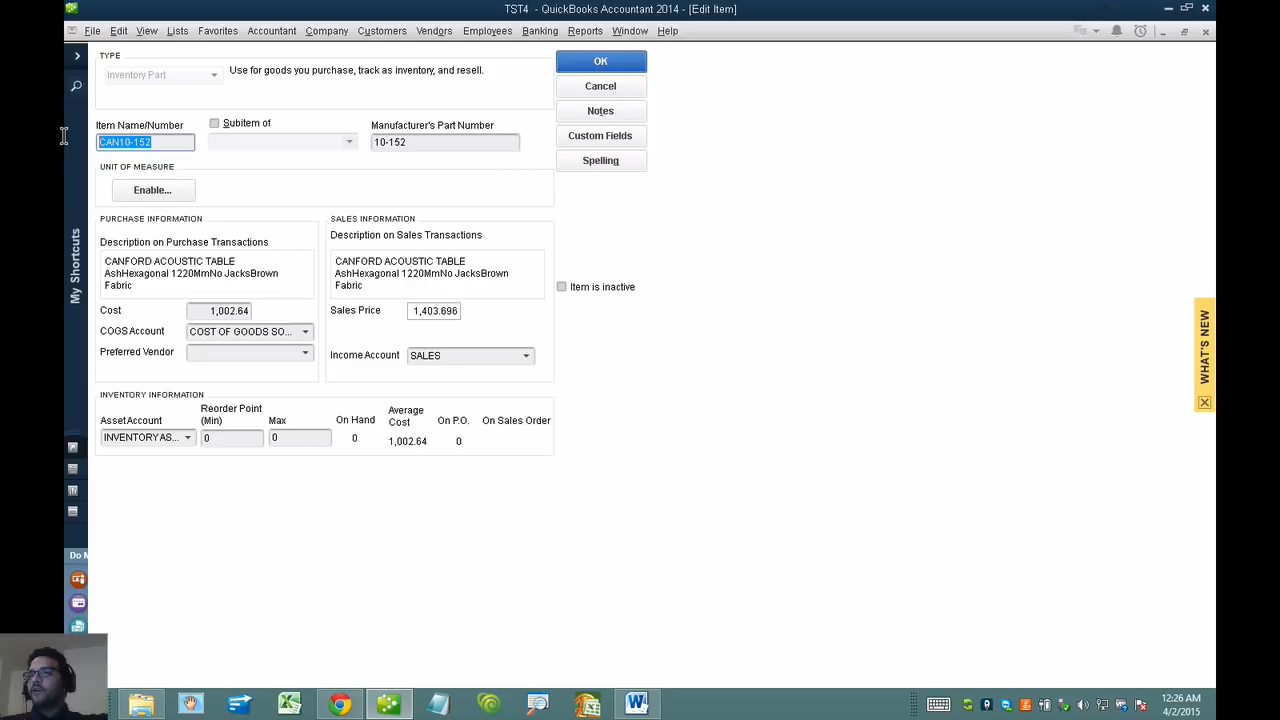 TST4 - QuickBooks Accountant 2014 - [Edit Item]
File Edit View Lists Favorites Accountant Company Customers Vendors Employees Banking Reports Window Help
TYPE
Inventory Part
Use for goods you purchase, track as inventory, and resell.
OK
Cancel
Notes
Custom Fields
Spelling
Item Name/Number
Subitem of
Manufacturer's Part Number
CAN10-152
10-152
UNIT OF MEASURE
Enable...
PURCHASE INFORMATION
Description on Purchase Transactions
CANFORD ACOUSTIC TABLE
AshHexagonal 1220MmNo JacksBrown
Fabric
Cost 1,002.64
COGS Account COST OF GOODS SO...
Preferred Vendor
SALES INFORMATION
Description on Sales Transactions
CANFORD ACOUSTIC TABLE
AshHexagonal 1220MmNo JacksBrown
Fabric
Sales Price 1,403.696
Income Account SALES
Item is inactive
INVENTORY INFORMATION
Asset Account
Reorder Point
(Min)
Max
On Hand
Average
Cost
On P.O.
On Sales Order
INVENTORY AS... 0 0 0 1,002.64 0
My Shortcuts
Do M
WHAT'S NEW
12:26 AM
4/2/2015